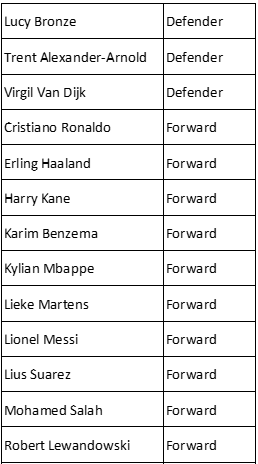 Lucy Bronze Defender
Trent Alexander-Arnold Defender
Virgil Van Dijk Defender
Cristiano Ronaldo Forward
Erling Haaland Forward
Harry Kane Forward
Karim Benzema Forward
Kylian Mbappe Forward
Lieke Martens Forward
Lionel Messi Forward
Lius Suarez Forward
Mohamed Salah Forward
Robert Lewandowski Forward